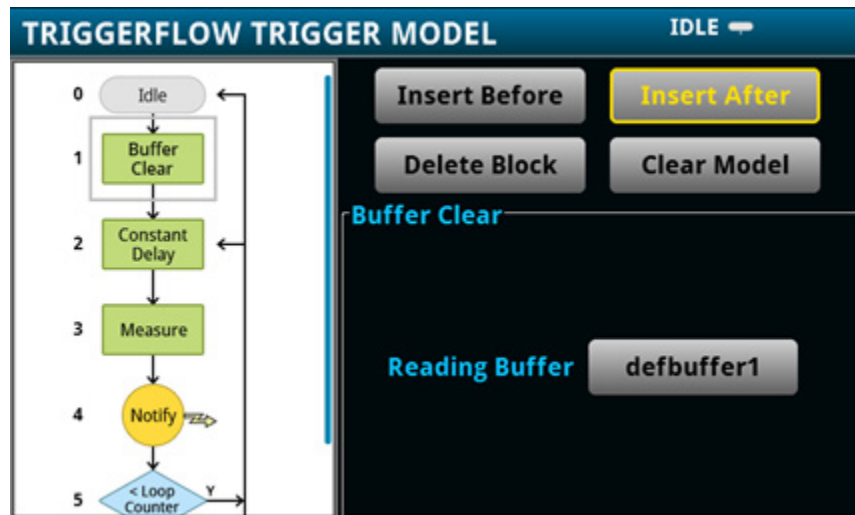 TRIGGERFLOW TRIGGER MODEL
IDLE
0
Idle
1
Buffer
Clear
2
Constant
Delay
3
Measure
4
Notify
5
< Loop
Counter
Y
Insert Before
Insert After
Delete Block
Clear Model
Buffer Clear
Reading Buffer
defbuffer1